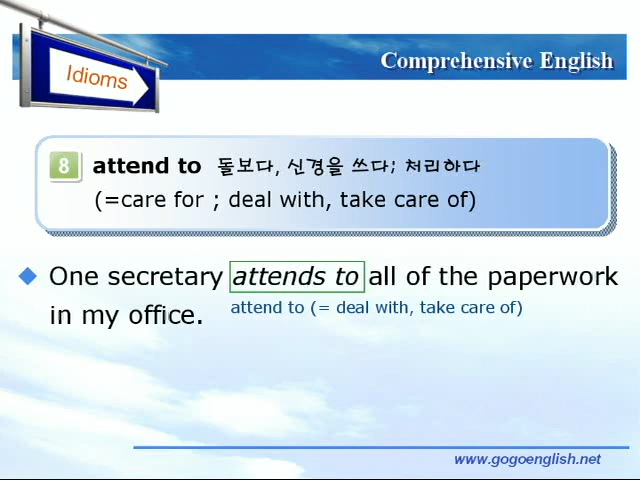 Idioms
Comprehensive English
8 attend to 돌보다, 신경을 쓰다; 처리하다
(=care for ; deal with, take care of)
One secretary attends to all of the paperwork
in my office.
attend to (= deal with, take care of)
www.gogoenglish.net